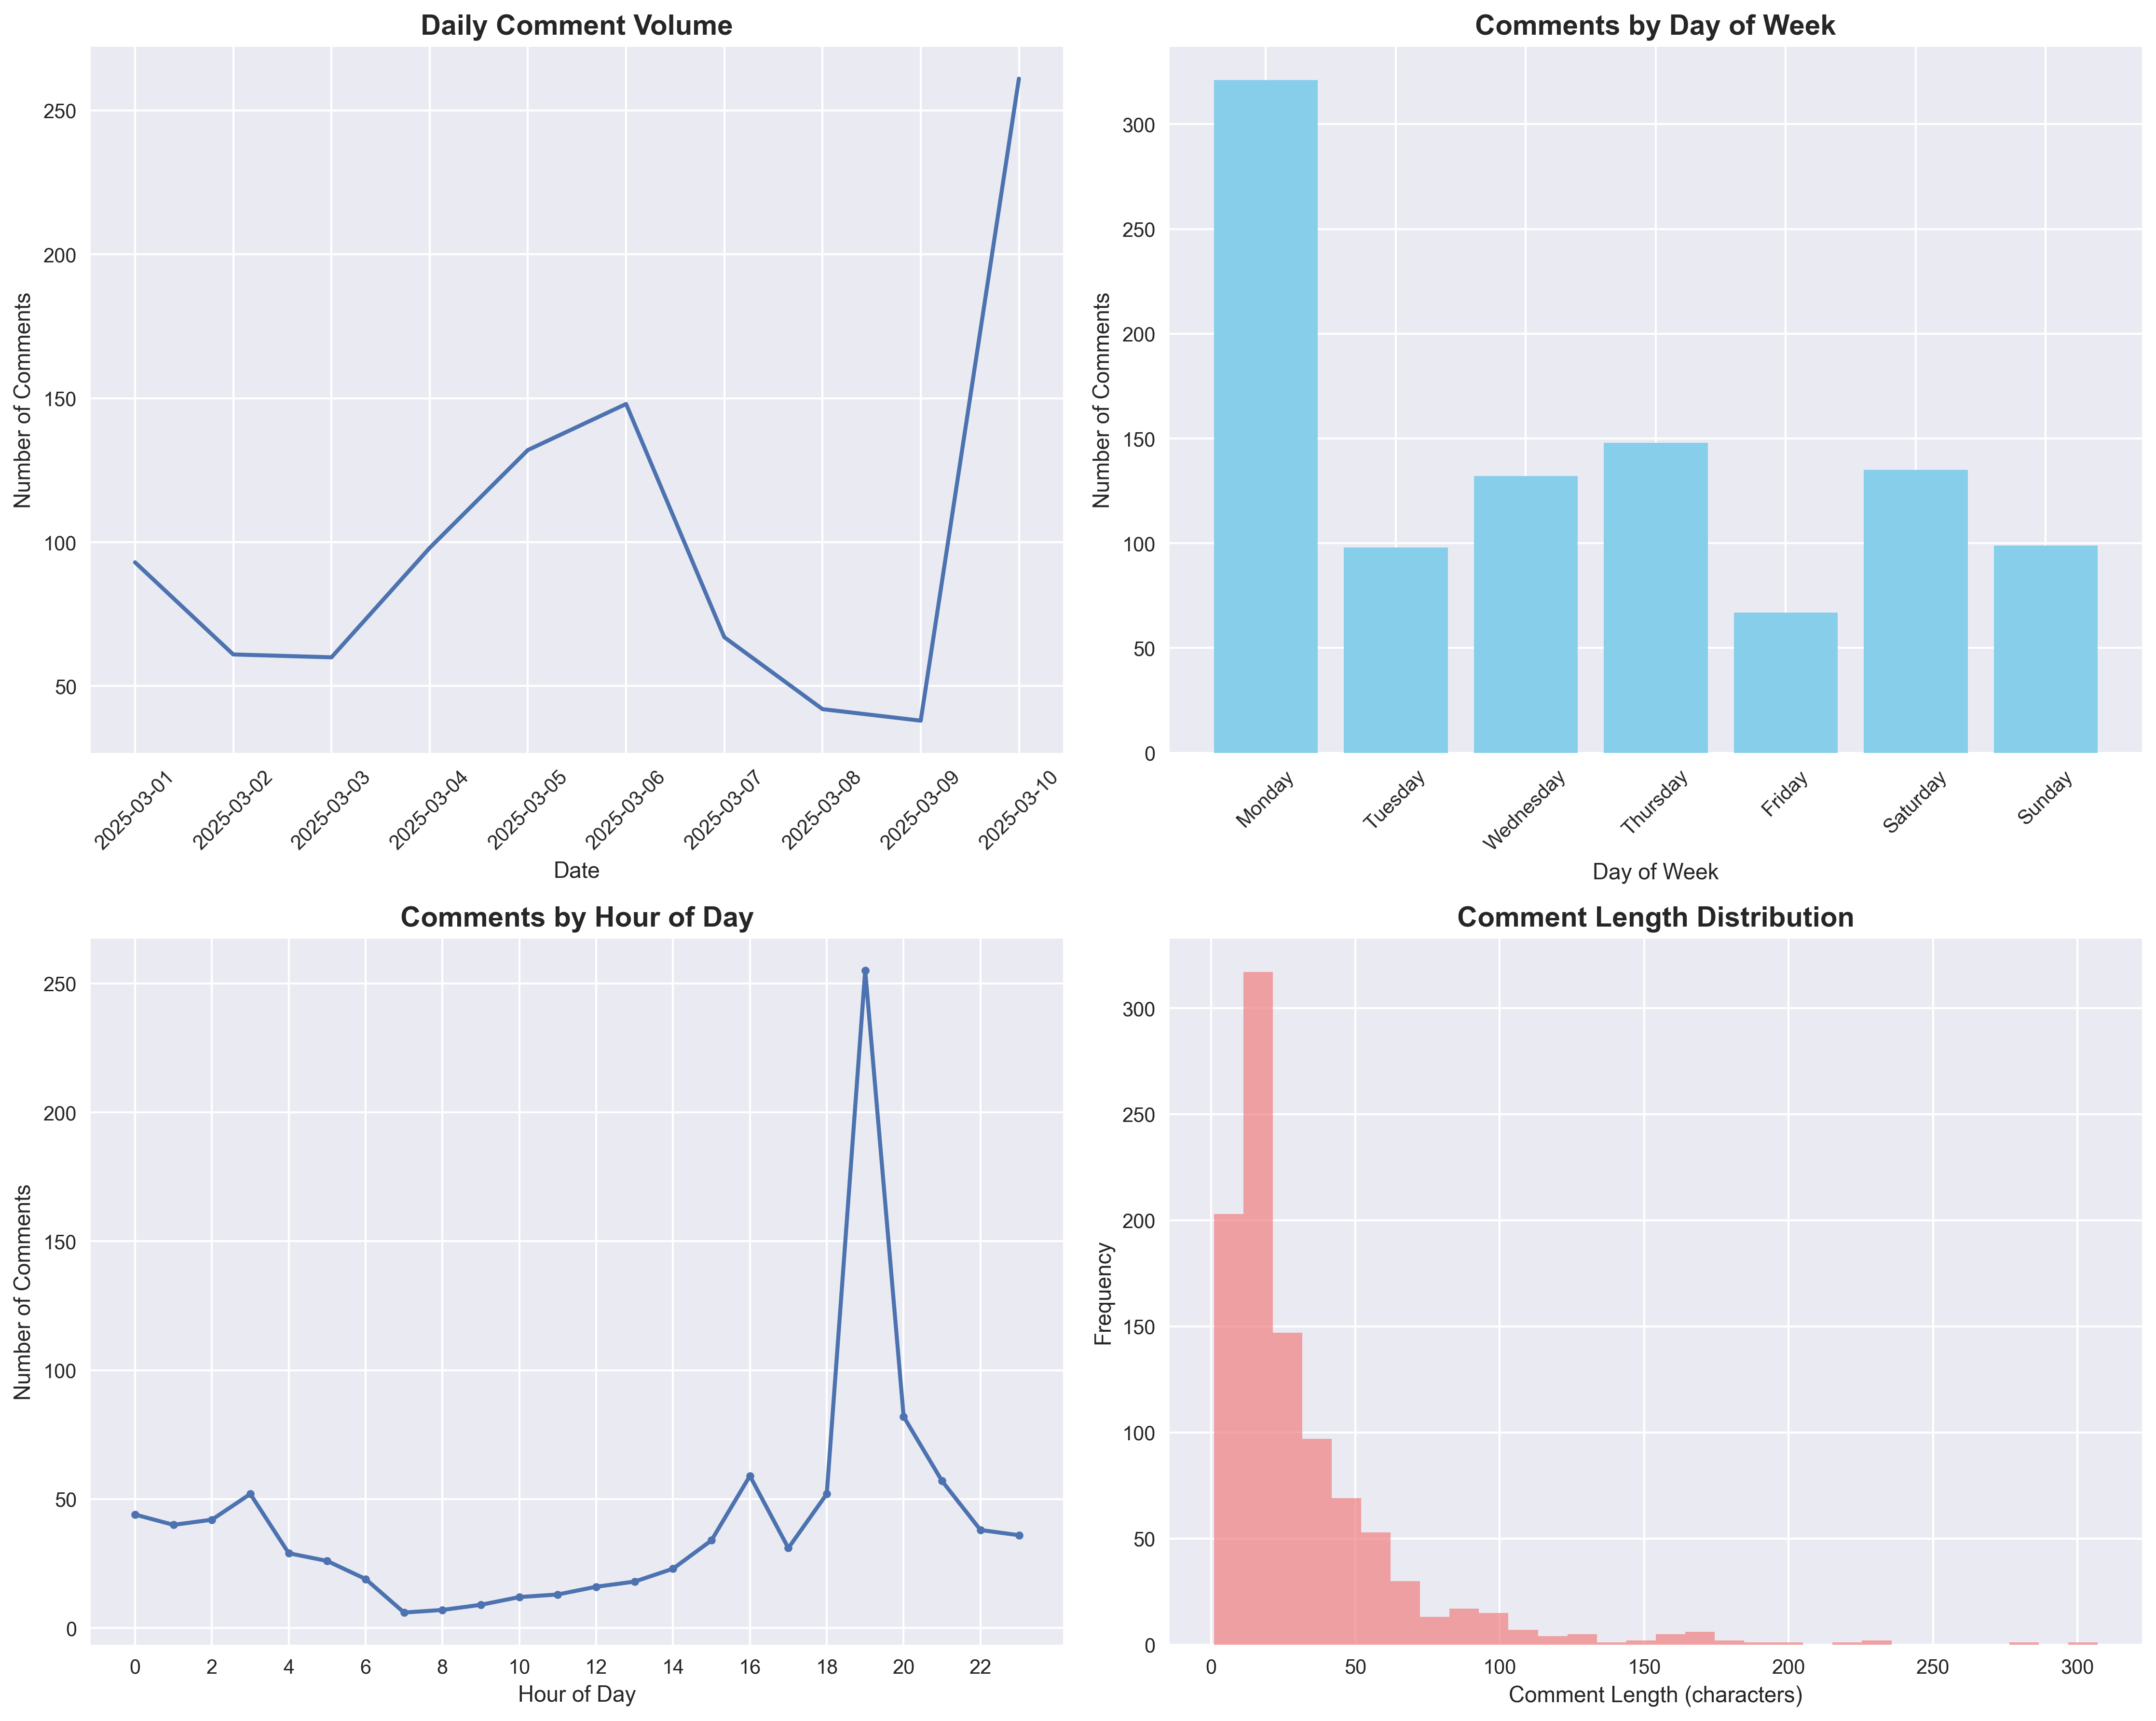 Daily Comment Volume
Number of Comments
250
200
150
100
50
2025-03-01
2025-03-02
2025-03-03
2025-03-04
2025-03-05
2025-03-06
2025-03-07
2025-03-08
2025-03-09
2025-03-10
Date
Comments by Day of Week
Number of Comments
300
250
200
150
100
50
0
Monday
Tuesday
Wednesday
Thursday
Friday
Saturday
Sunday
Day of Week
Comments by Hour of Day
Number of Comments
250
200
150
100
50
0
0 2 4 6 8 10 12 14 16 18 20 22
Hour of Day
Comment Length Distribution
Frequency
300
250
200
150
100
50
0
0 50 100 150 200 250 300
Comment Length (characters)